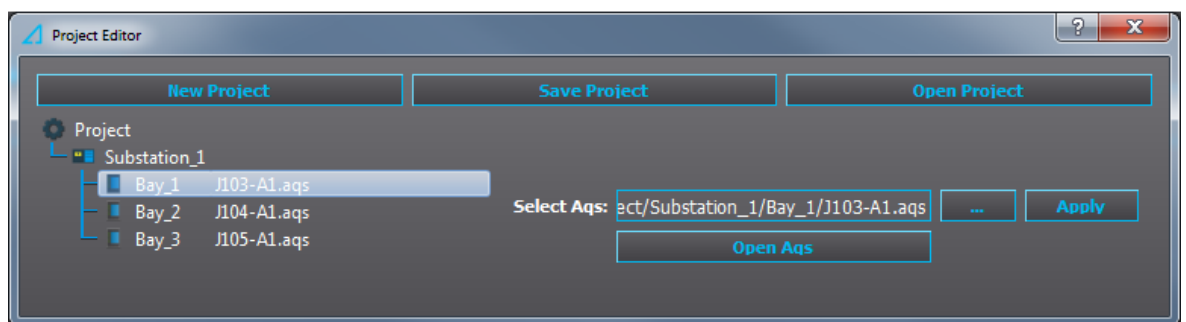 Project Editor
?
New Project Save Project Open Project
Project
Substation_1
Bay_1 J103-A1.aqs
Bay_2 J104-A1.aqs
Bay_3 J105-A1.aqs
Select Aqs: ect/Substation_1/Bay_1/J103-A1.aqs ... Apply
Open Aqs